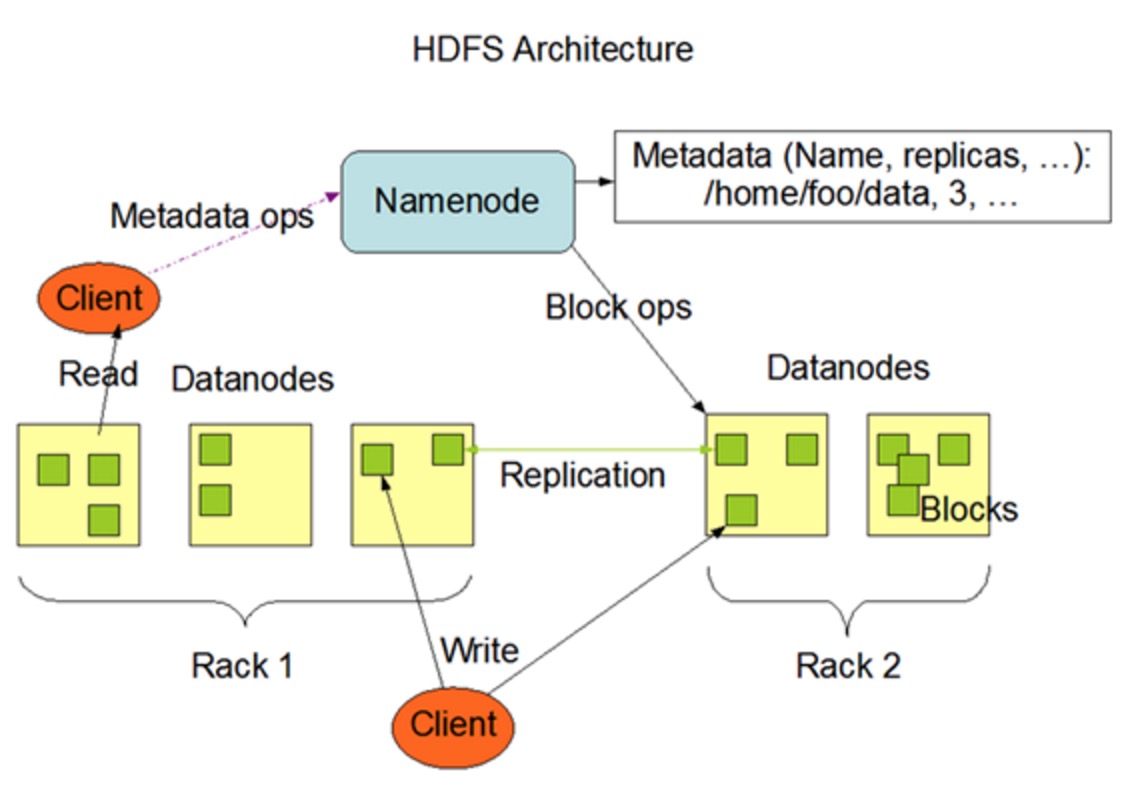 HDFS Architecture
Metadata (Name, replicas, ...):
/home/foo/data, 3, ...
Namenode
Metadata ops
Client
Block ops
Read
Datanodes
Datanodes
Replication
Blocks
Rack 1
Write
Rack 2
Client